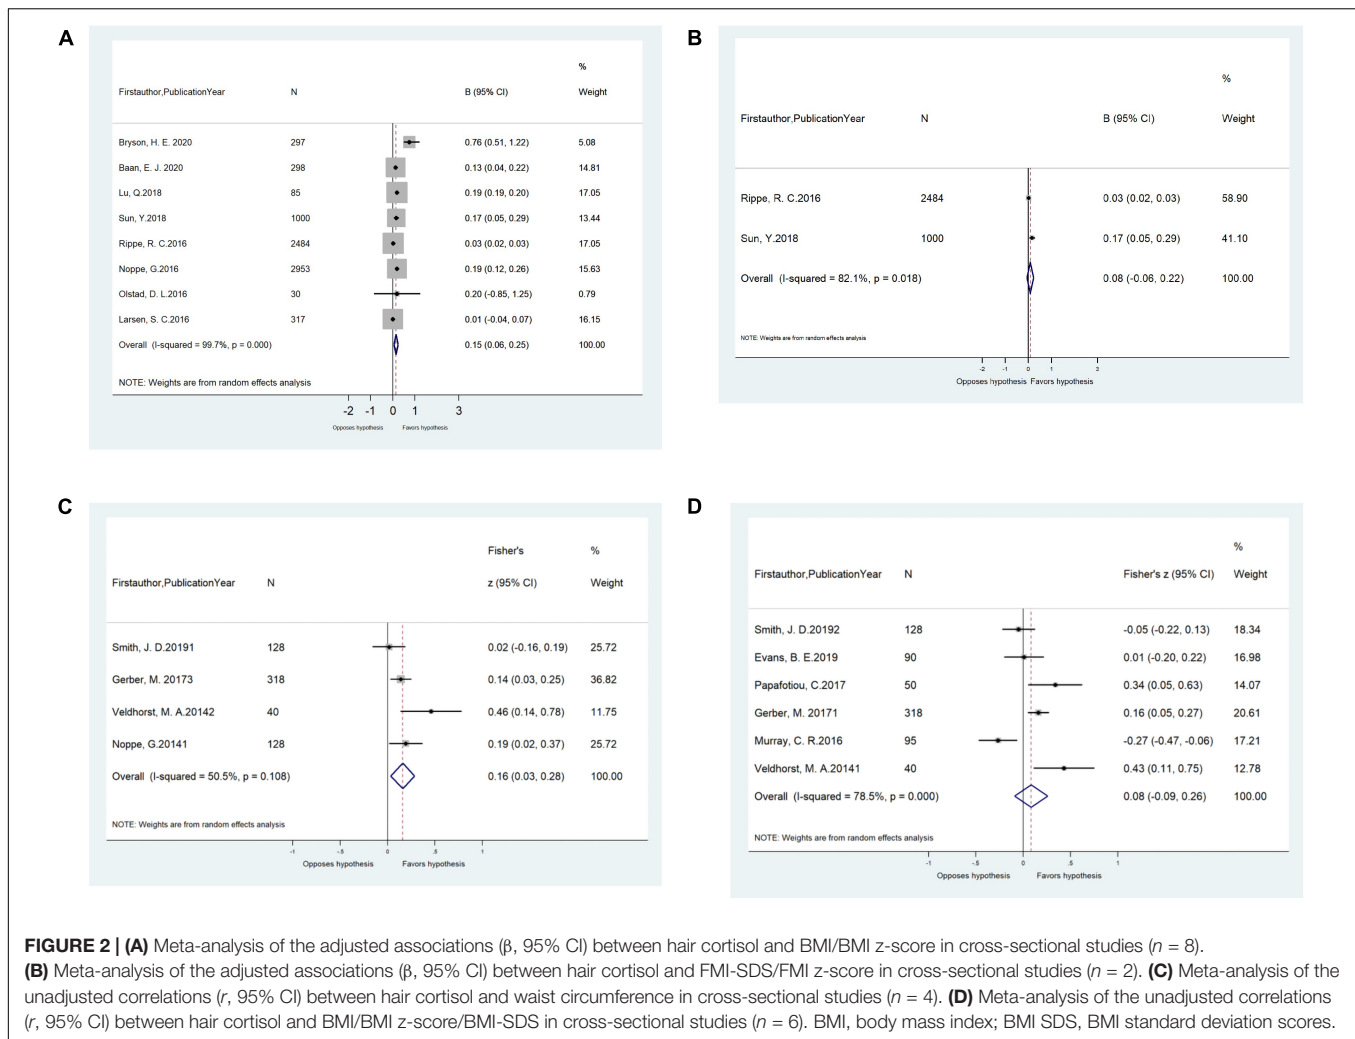 A
%
Firstauthor,PublicationYear N B (95% CI) Weight
Bryson, H. E. 2020 297 0.76 (0.51, 1.22) 5.08
Baan, E. J. 2020 298 0.13 (0.04, 0.22) 14.81
Lu, Q.2018 85 0.19 (0.19, 0.20) 17.05
Sun, Y.2018 1000 0.17 (0.05, 0.29) 13.44
Rippe, R. C.2016 2484 0.03 (0.02, 0.03) 17.05
Noppe, G.2016 2953 0.19 (0.12, 0.26) 15.63
Olstad, D. L.2016 30 0.20 (-0.85, 1.25) 0.79
Larsen, S. C.2016 317 0.01 (-0.04, 0.07) 16.15
Overall (I-squared = 99.7%, p = 0.000) 0.15 (0.06, 0.25) 100.00
NOTE: Weights are from random effects analysis
-2 -1 0 1 3
Opposes hypothesis Favors hypothesis
B
%
Firstauthor,PublicationYear N B (95% CI) Weight
Rippe, R. C.2016 2484 0.03 (0.02, 0.03) 58.90
Sun, Y.2018 1000 0.17 (0.05, 0.29) 41.10
Overall (I-squared = 82.1%, p = 0.018) 0.08 (-0.06, 0.22) 100.00
NOTE: Weights are from random effects analysis
-2 -1 0 1 3
Opposes hypothesis Favors hypothesis
C
Fisher's %
Firstauthor,PublicationYear N z (95% CI) Weight
Smith, J. D.20191 128 0.02 (-0.16, 0.19) 25.72
Gerber, M. 20173 318 0.14 (0.03, 0.25) 36.82
Veldhorst, M. A.20142 40 0.46 (0.14, 0.78) 11.75
Noppe, G.20141 128 0.19 (0.02, 0.37) 25.72
Overall (I-squared = 50.5%, p = 0.108) 0.16 (0.03, 0.28) 100.00
NOTE: Weights are from random effects analysis
-1 -.5 0 .5 1
Opposes hypothesis Favors hypothesis
D
%
Firstauthor,PublicationYear N Fisher's z (95% CI) Weight
Smith, J. D.20192 128 -0.05 (-0.22, 0.13) 18.34
Evans, B. E.2019 90 0.01 (-0.20, 0.22) 16.98
Papafotiou, C.2017 50 0.34 (0.05, 0.63) 14.07
Gerber, M. 20171 318 0.16 (0.05, 0.27) 20.61
Murray, C. R.2016 95 -0.27 (-0.47, -0.06) 17.21
Veldhorst, M. A.20141 40 0.43 (0.11, 0.75) 12.78
Overall (I-squared = 78.5%, p = 0.000) 0.08 (-0.09, 0.26) 100.00
NOTE: Weights are from random effects analysis
-1 -.5 0 .5 1
Opposes hypothesis Favors hypothesis
FIGURE 2 | (A) Meta-analysis of the adjusted associations (β, 95% CI) between hair cortisol and BMI/BMI z-score in cross-sectional studies (n = 8).
(B) Meta-analysis of the adjusted associations (β, 95% CI) between hair cortisol and FMI-SDS/FMI z-score in cross-sectional studies (n = 2). (C) Meta-analysis of the
unadjusted correlations (r, 95% CI) between hair cortisol and waist circumference in cross-sectional studies (n = 4). (D) Meta-analysis of the unadjusted correlations
(r, 95% CI) between hair cortisol and BMI/BMI z-score/BMI-SDS in cross-sectional studies (n = 6). BMI, body mass index; BMI SDS, BMI standard deviation scores.